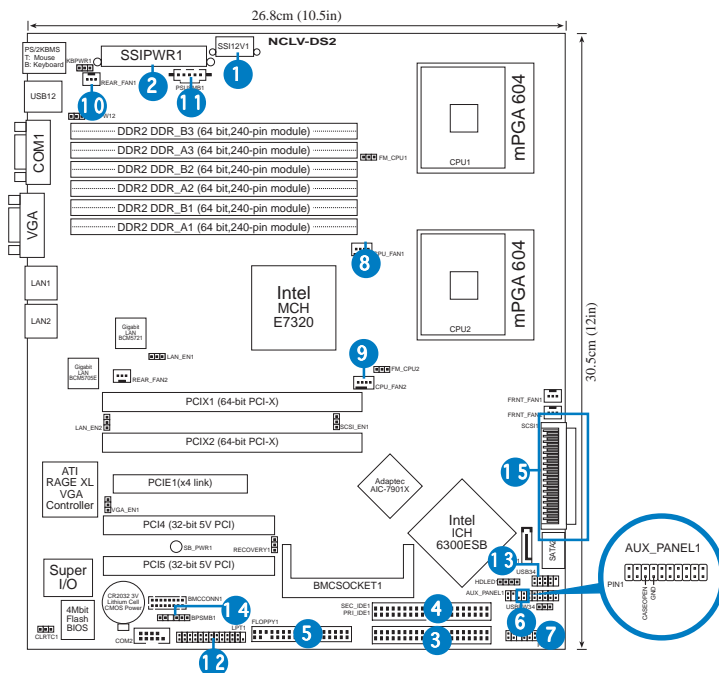 26.8cm (10.5in)
NCLV-DS2
PS/2KBMS
T: Mouse
B: Keyboard
KBPWR1
SSIPWR1
SSI12V1
1
2
REAR_FAN1
10
11
USB12
COM1
VGA
DDR2 DDR_B3 (64 bit,240-pin module)
DDR2 DDR_A3 (64 bit,240-pin module)
DDR2 DDR_B2 (64 bit,240-pin module)
DDR2 DDR_A2 (64 bit,240-pin module)
DDR2 DDR_B1 (64 bit,240-pin module)
DDR2 DDR_A1 (64 bit,240-pin module)
FM_CPU1
CPU1
mPGA 604
8
CPU2
mPGA 604
LAN1
LAN2
Intel
MCH
E7320
Gigabit
LAN
BCM5721
LAN_EN1
Gigabit
LAN
BCM5705E
REAR_FAN2
9
FM_CPU2
CPU_FAN2
30.5cm (12in)
FRNT_FAN1
SCSI1
15
PCIX1 (64-bit PCI-X)
LAN_EN2
SCSI_EN1
PCIX2 (64-bit PCI-X)
ATI
RAGE XL
VGA
Controller
PCIE1(x4 link)
VGA_EN1
Adaptec
AIC-7901X
PCI4 (32-bit 5V PCI)
SB_PWR1
RECOVERY1
PCI5 (32-bit 5V PCI)
Intel
ICH
6300ESB
SATA2
13
USB34
HDLED1
AUX_PANEL1
BMCSOCKET1
Super
I/O
CR2032 3V
Lithium Cell
CMOS Power
BMCCONN1
14
BPSMB1
4Mbit
Flash
BIOS
CLRTC1
COM2
LPT1
12
FLOPPY1
5
SEC_IDE1
PRI_IDE1
4
3
6
7
AUX_PANEL1
PIN1
CASEOPEN
GND